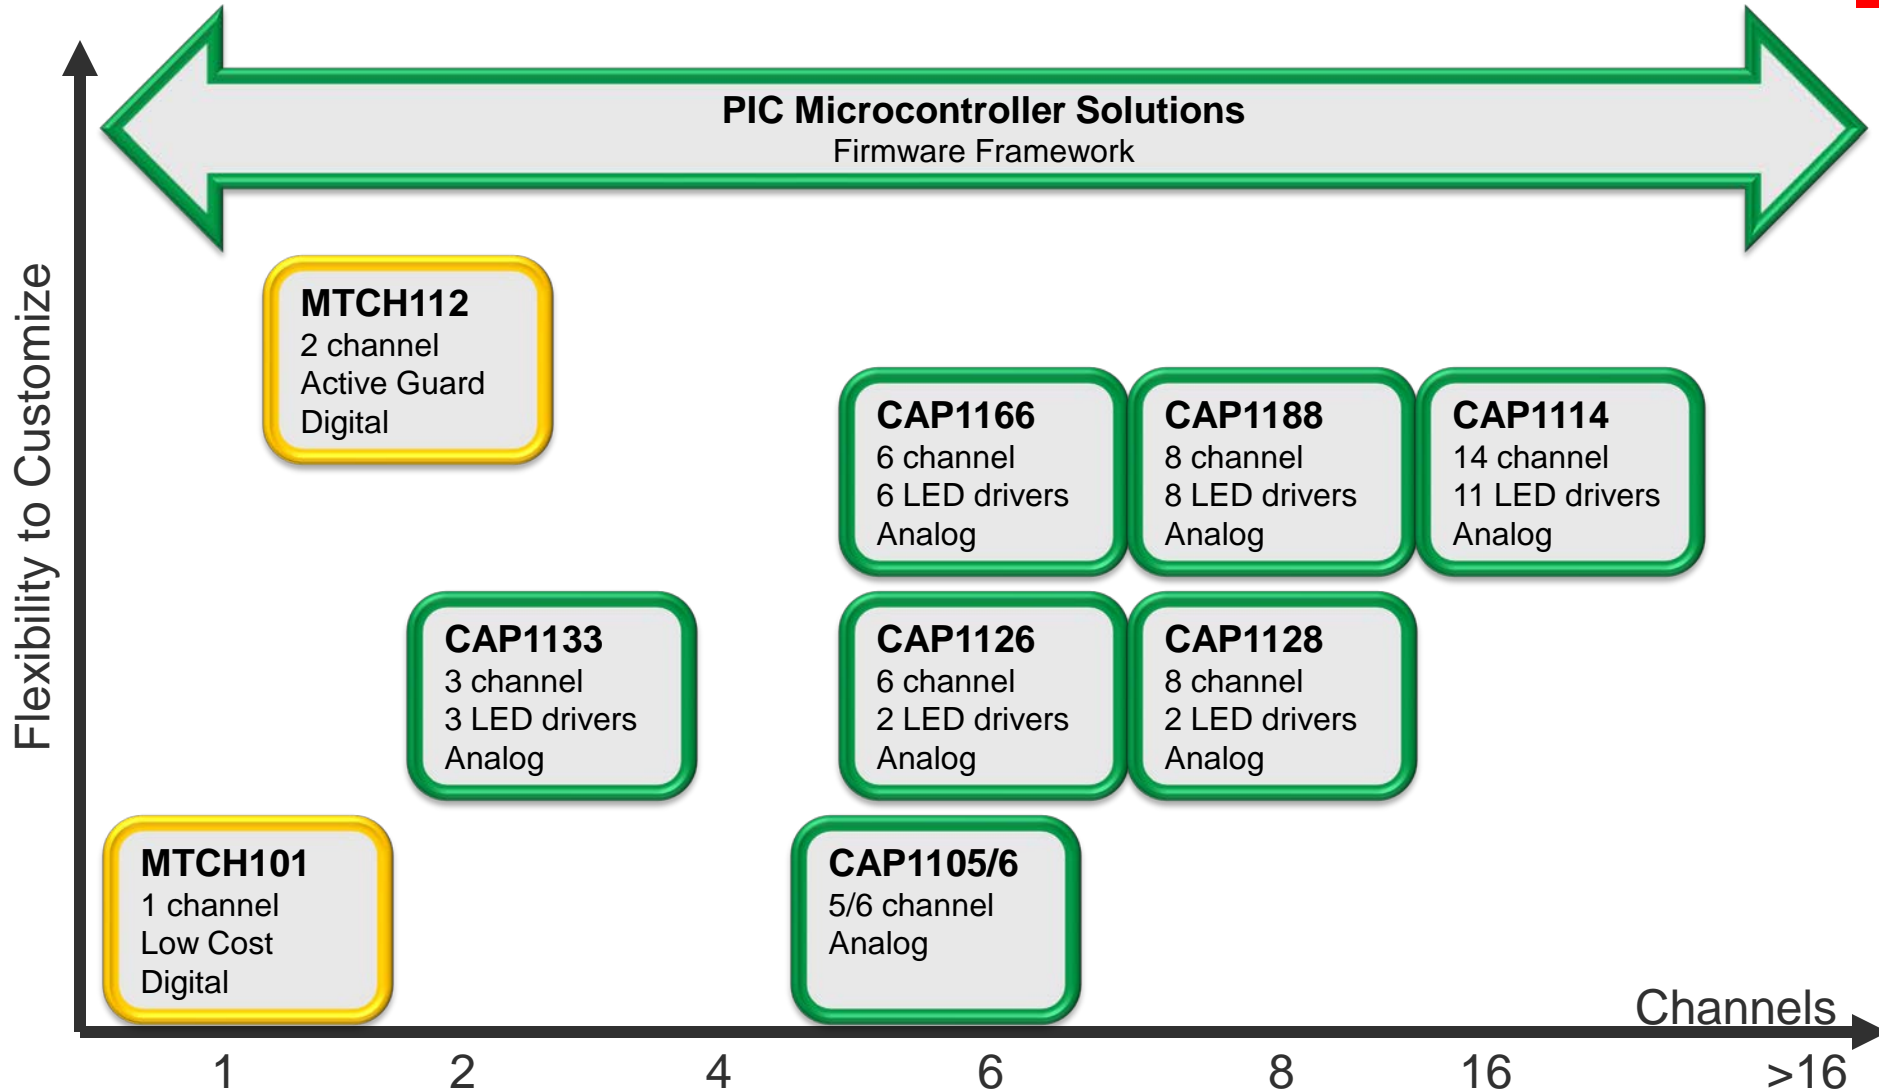 PIC Microcontroller Solutions
Firmware Framework
Flexibility to Customize
MTCH112
2 channel
Active Guard
Digital
CAP1166
6 channel
6 LED drivers
Analog
CAP1188
8 channel
8 LED drivers
Analog
CAP1114
14 channel
11 LED drivers
Analog
CAP1133
3 channel
3 LED drivers
Analog
CAP1126
6 channel
2 LED drivers
Analog
CAP1128
8 channel
2 LED drivers
Analog
MTCH101
1 channel
Low Cost
Digital
CAP1105/6
5/6 channel
Analog
Channels
1 2 4 6 8 16 >16